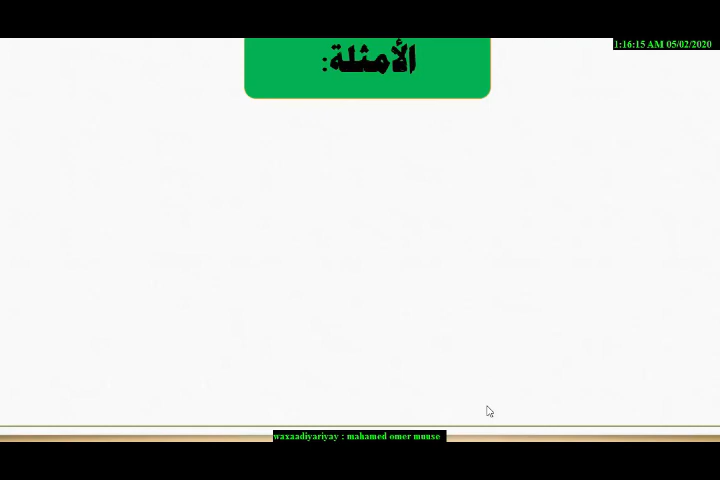 الأمثلة:
1:16:15 AM 05/02/2020
waxaadiyariyay : mahamed omer muuse